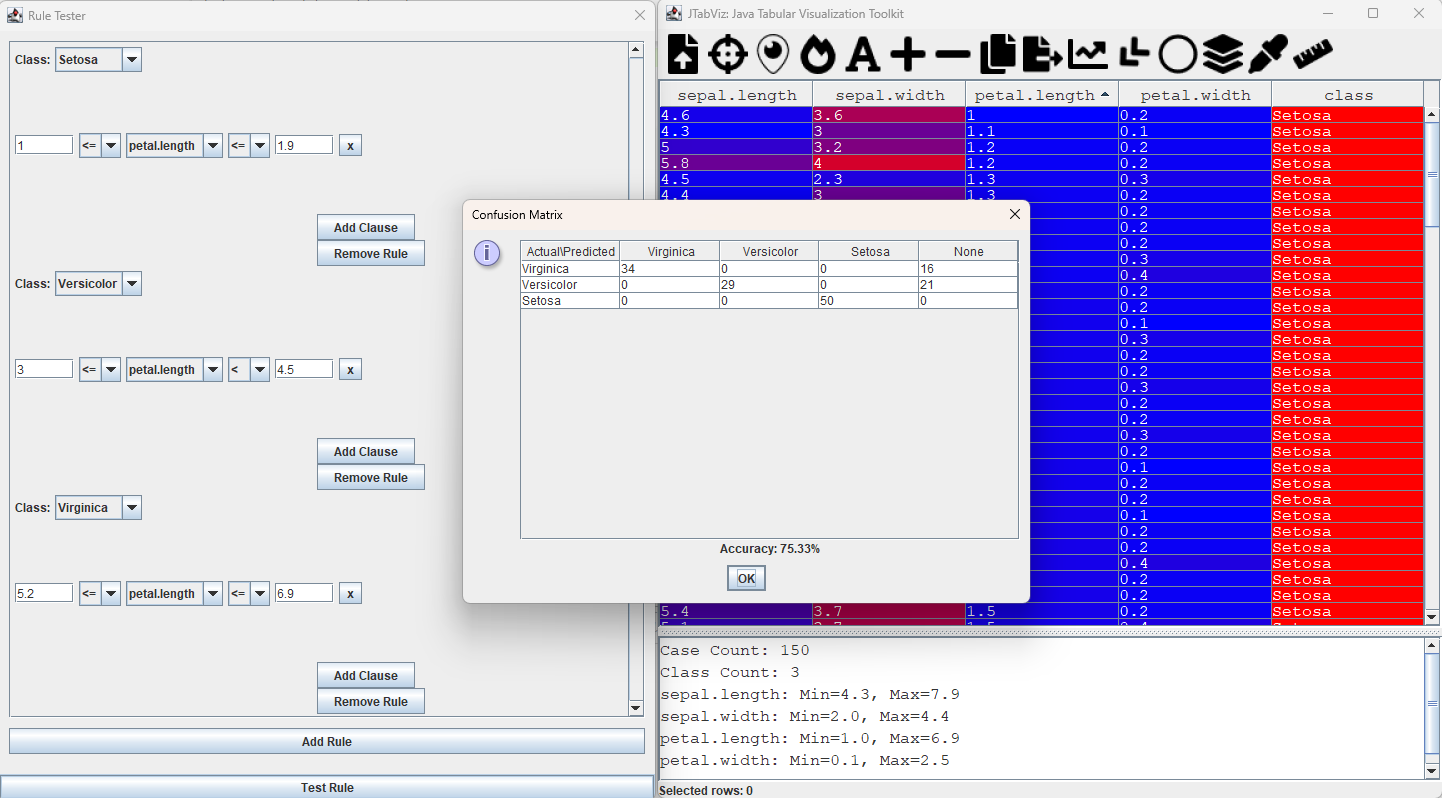 Rule Tester
Class: Setosa
1 <= petal.length <= 1.9 x
Add Clause
Remove Rule
Class: Versicolor
3 <= petal.length < 4.5 x
Add Clause
Remove Rule
Class: Virginica
5.2 <= petal.length <= 6.9 x
Add Clause
Remove Rule
Add Rule
Test Rule
Confusion Matrix
Actual\Predicted Virginica Versicolor Setosa None
Virginica 34 0 0 16
Versicolor 0 29 0 21
Setosa 0 0 50 0
Accuracy: 75.33%
OK
JTabViz: Java Tabular Visualization Toolkit
sepal.length sepal.width petal.length petal.width class
4.6 3.6 1 0.2 Setosa
4.3 3 1.1 0.1 Setosa
5 3.2 1.2 0.2 Setosa
5.8 4 1.2 0.2 Setosa
4.5 2.3 1.3 0.3 Setosa
4.4 3 1.3 0.2 Setosa
0.2 Setosa
0.2 Setosa
0.2 Setosa
0.3 Setosa
0.4 Setosa
0.2 Setosa
0.2 Setosa
0.1 Setosa
0.3 Setosa
0.2 Setosa
0.2 Setosa
0.3 Setosa
0.2 Setosa
0.2 Setosa
0.3 Setosa
0.2 Setosa
0.1 Setosa
0.2 Setosa
0.2 Setosa
0.1 Setosa
0.2 Setosa
0.2 Setosa
0.4 Setosa
0.2 Setosa
0.2 Setosa
5.4 3.7 1.5 0.2 Setosa
5.1 3.7 1.5 0.4 Setosa
Case Count: 150
Class Count: 3
sepal.length: Min=4.3, Max=7.9
sepal.width: Min=2.0, Max=4.4
petal.length: Min=1.0, Max=6.9
petal.width: Min=0.1, Max=2.5
Selected rows: 0